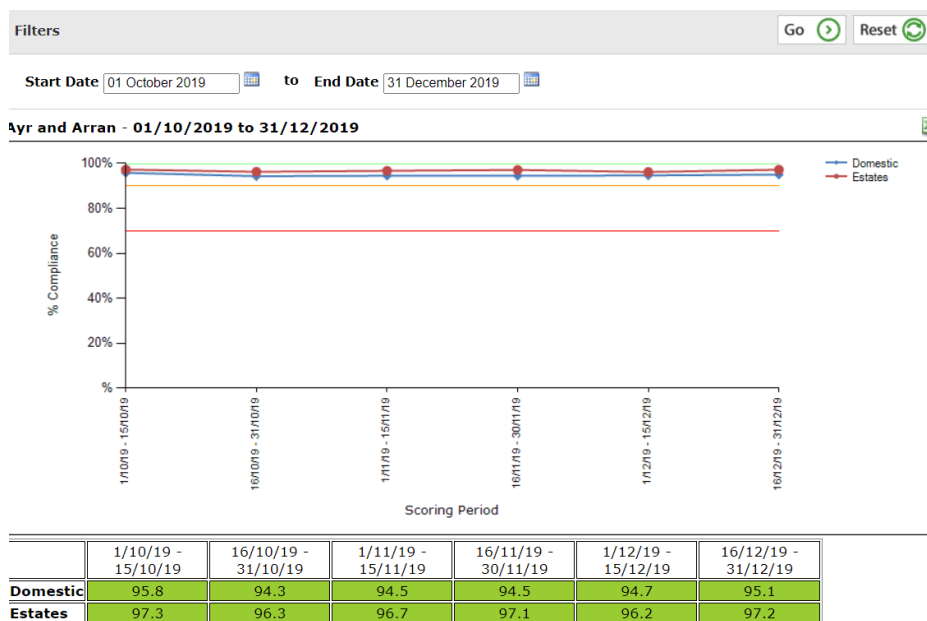 Filters
Go
Reset
Start Date 01 October 2019 to End Date 31 December 2019
Ayr and Arran - 01/10/2019 to 31/12/2019
100%
80%
60%
40%
20%
%
% Compliance
Domestic
Estates
1/10/19 - 15/10/19
16/10/19 - 31/10/19
1/11/19 - 15/11/19
16/11/19 - 30/11/19
1/12/19 - 15/12/19
16/12/19 - 31/12/19
Scoring Period
1/10/19 - 15/10/19 16/10/19 - 31/10/19 1/11/19 - 15/11/19 16/11/19 - 30/11/19 1/12/19 - 15/12/19 16/12/19 - 31/12/19
Domestic 95.8 94.3 94.5 94.5 94.7 95.1
Estates 97.3 96.3 96.7 97.1 96.2 97.2